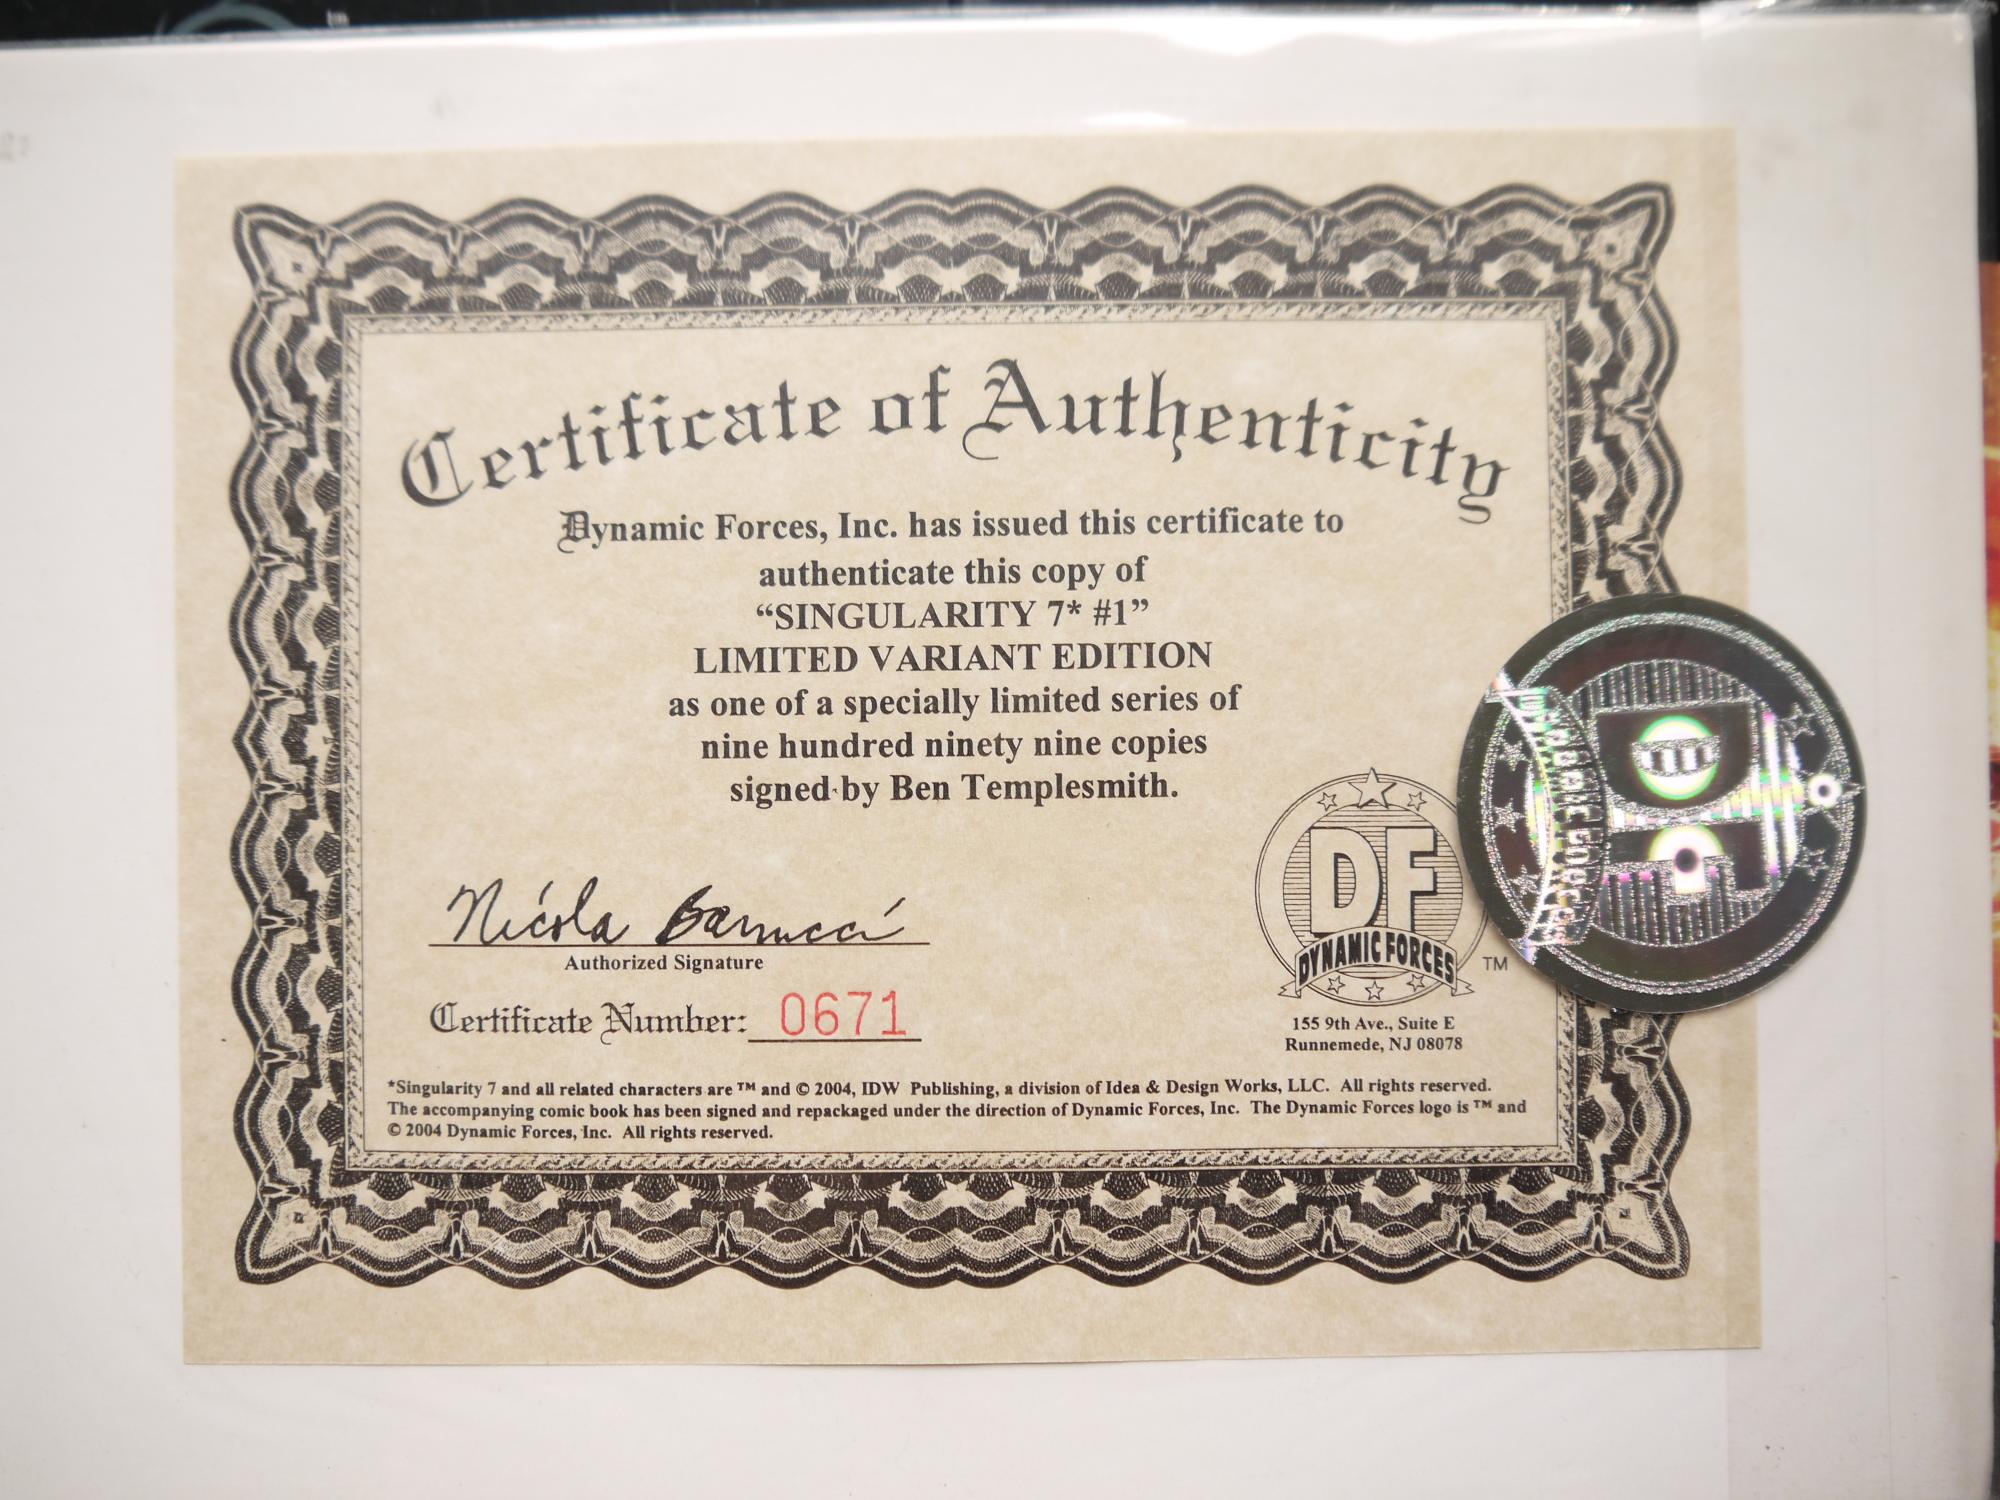 Certificate of Authenticity
Dynamic Forces, Inc. has issued this certificate to
authenticate this copy of
“SINGULARITY 7* #1”
LIMITED VARIANT EDITION
as one of a specially limited series of
nine hundred ninety nine copies
signed by Ben Templesmith.
Nicola Barrucci
Authorized Signature
Certificate Number: 0671
DF
DYNAMIC FORCES
TM
155 9th Ave., Suite E
Runnemede, NJ 08078
*Singularity 7 and all related characters are ™ and © 2004, IDW Publishing, a division of Idea & Design Works, LLC. All rights reserved.
The accompanying comic book has been signed and repackaged under the direction of Dynamic Forces, Inc. The Dynamic Forces logo is ™ and
© 2004 Dynamic Forces, Inc. All rights reserved.
DF
DYNAMIC FORCES